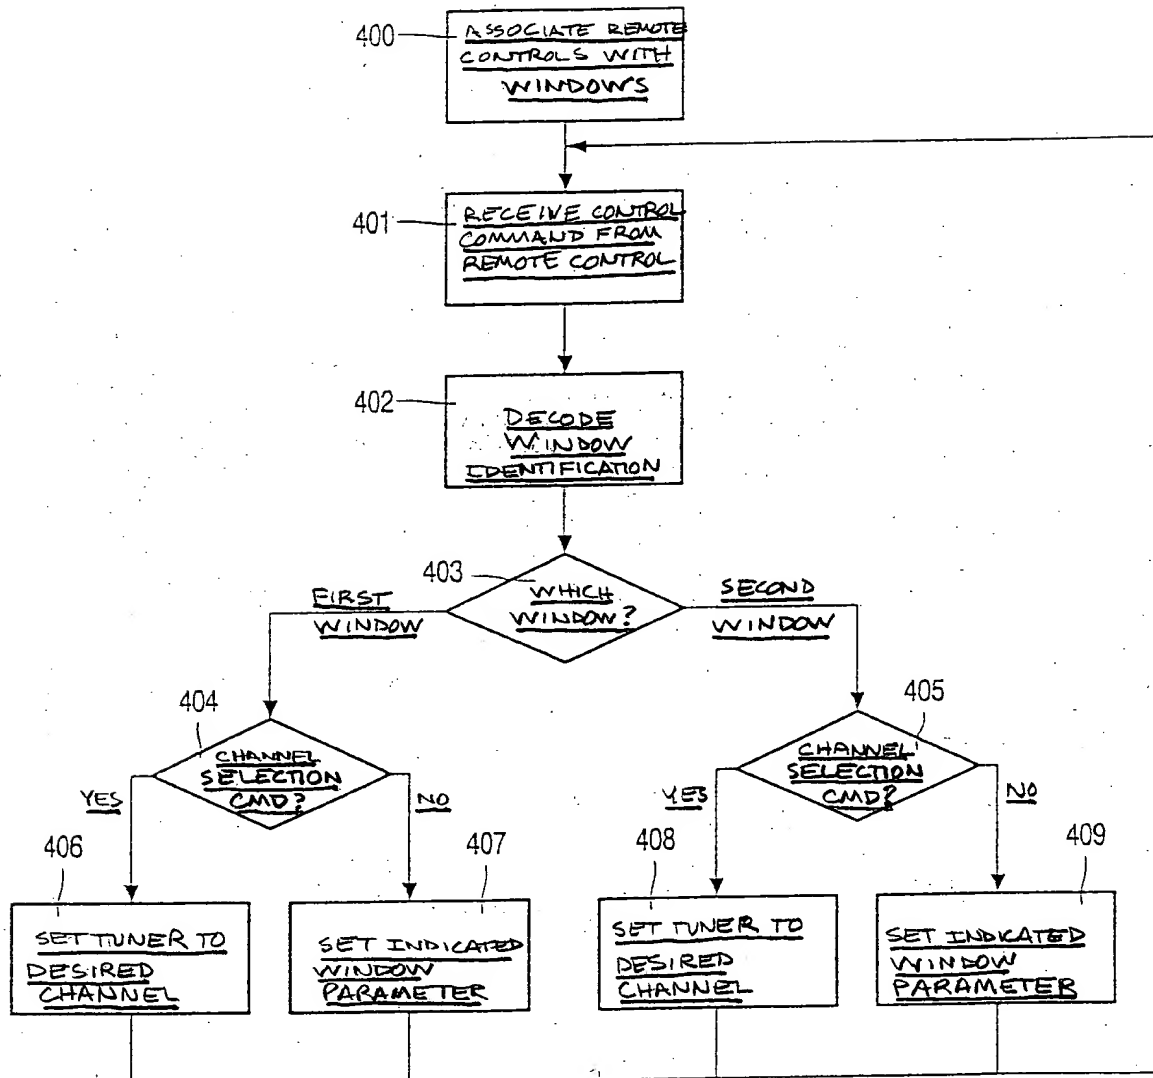 400
ASSOCIATE REMOTE
CONTROLS WITH
WINDOWS
401
RECEIVE CONTROL
COMMAND FROM
REMOTE CONTROL
402
DECODE
WINDOW
IDENTIFICATION
403
WHICH
WINDOW?
FIRST
WINDOW
SECOND
WINDOW
404
CHANNEL
SELECTION
CMD?
YES
NO
405
CHANNEL
SELECTION
CMD?
YES
NO
406
SET TUNER TO
DESIRED
CHANNEL
407
SET INDICATED
WINDOW
PARAMETER
408
SET TUNER TO
DESIRED
CHANNEL
409
SET INDICATED
WINDOW
PARAMETER